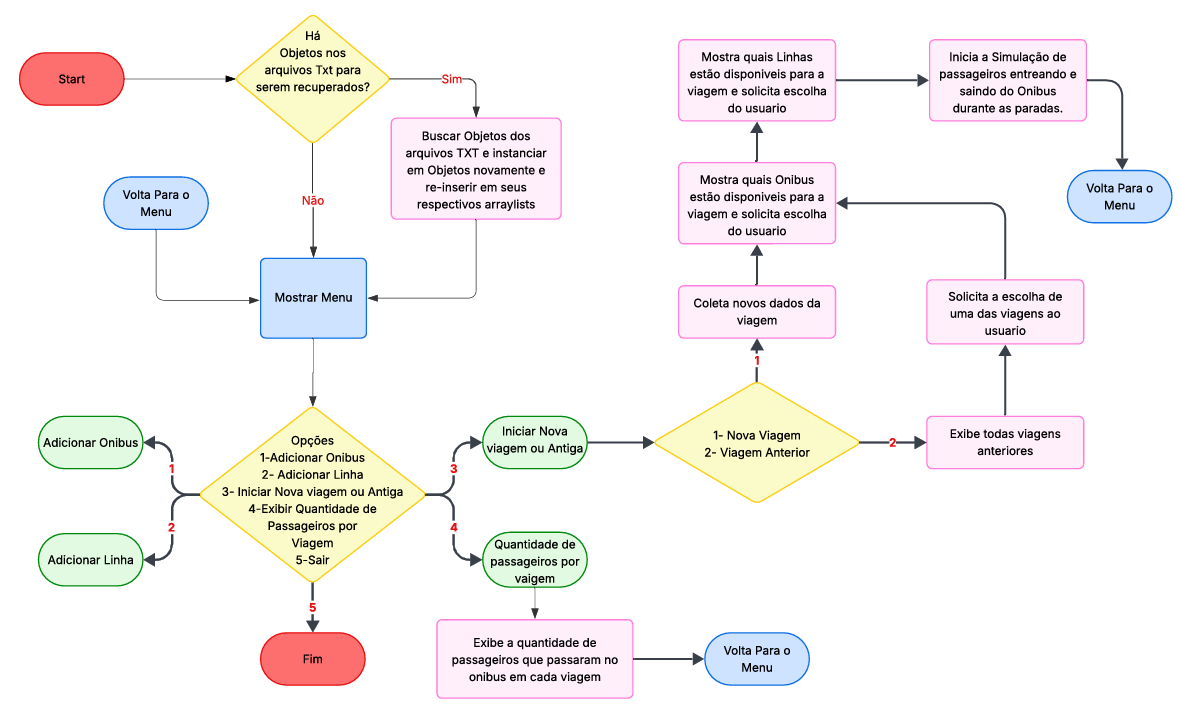 Start
Há
Objetos nos
arquivos Txt para
serem recuperados?
Sim
Buscar Objetos dos
arquivos TXT e instanciar
em Objetos novamente e
re-inserir em seus
respectivos arraylists
Não
Volta Para o
Menu
Mostrar Menu
Opções
1-Adicionar Onibus
2- Adicionar Linha
3- Iniciar Nova viagem ou Antiga
4-Exibir Quantidade de
Passageiros por
Viagem
5-Sair
1
Adicionar Onibus
2
Adicionar Linha
3
Iniciar Nova
viagem ou Antiga
4
Quantidade de
passageiros por
vaigem
5
Fim
Exibe a quantidade de
passageiros que passaram no
onibus em cada viagem
Volta Para o
Menu
1- Nova Viagem
2- Viagem Anterior
1
Coleta novos dados da
viagem
2
Exibe todas viagens
anteriores
Solicita a escolha de
uma das viagens ao
usuario
Mostra quais Onibus
estão disponiveis para a
viagem e solicita escolha
do usuario
Mostra quais Linhas
estão disponiveis para a
viagem e solicita escolha
do usuario
Inicia a Simulação de
passageiros entreando e
saindo do Onibus
durante as paradas.
Volta Para o
Menu